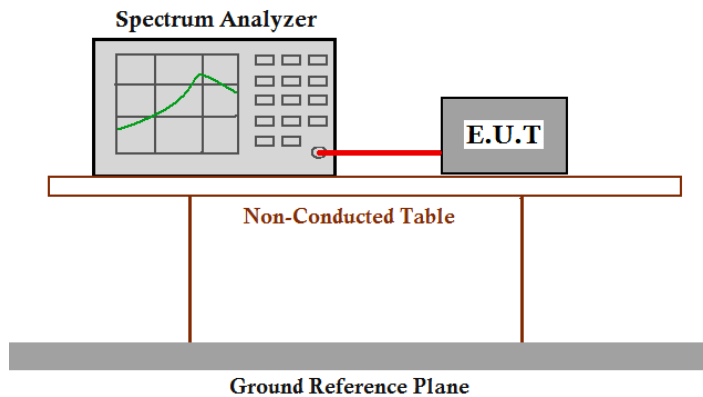 Spectrum Analyzer
E.U.T
Non-Conducted Table
Ground Reference Plane